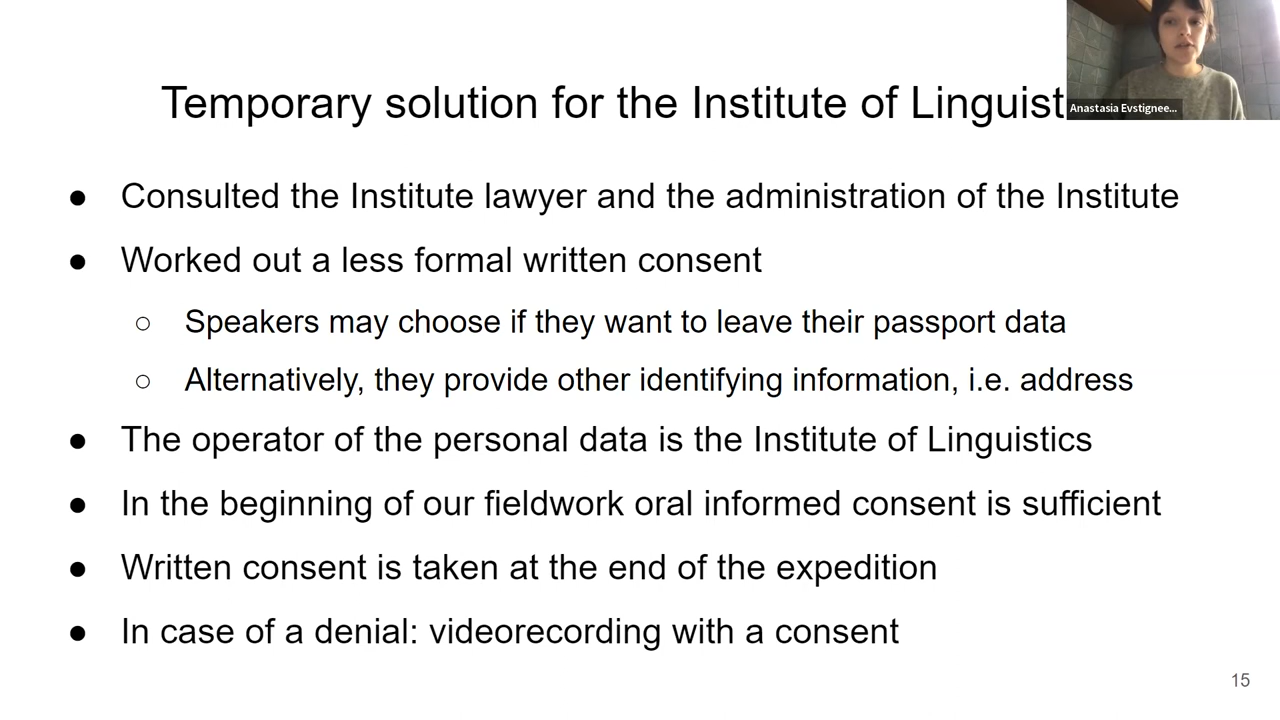 Temporary solution for the Institute of Linguist
Anastasia Evstignee...
● Consulted the Institute lawyer and the administration of the Institute
● Worked out a less formal written consent
○ Speakers may choose if they want to leave their passport data
○ Alternatively, they provide other identifying information, i.e. address
● The operator of the personal data is the Institute of Linguistics
● In the beginning of our fieldwork oral informed consent is sufficient
● Written consent is taken at the end of the expedition
● In case of a denial: videorecording with a consent
15